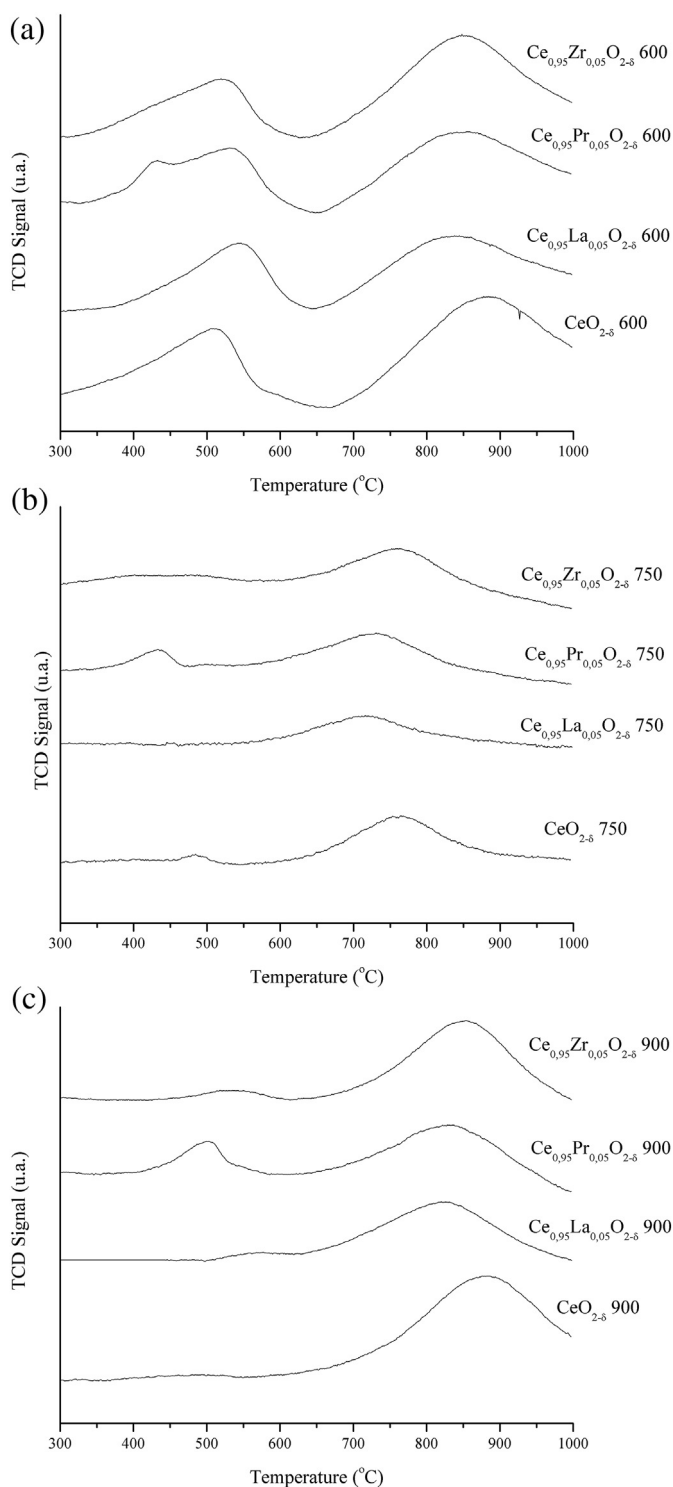 (a)
TCD Signal (u.a.)
Ce0,95Zr0,05O2-δ 600
Ce0,95Pr0,05O2-δ 600
Ce0,95La0,05O2-δ 600
CeO2-δ 600
300 400 500 600 700 800 900 1000
Temperature (°C)
(b)
TCD Signal (u.a.)
Ce0,95Zr0,05O2-δ 750
Ce0,95Pr0,05O2-δ 750
Ce0,95La0,05O2-δ 750
CeO2-δ 750
300 400 500 600 700 800 900 1000
Temperature (°C)
(c)
TCD Signal (u.a.)
Ce0,95Zr0,05O2-δ 900
Ce0,95Pr0,05O2-δ 900
Ce0,95La0,05O2-δ 900
CeO2-δ 900
300 400 500 600 700 800 900 1000
Temperature (°C)